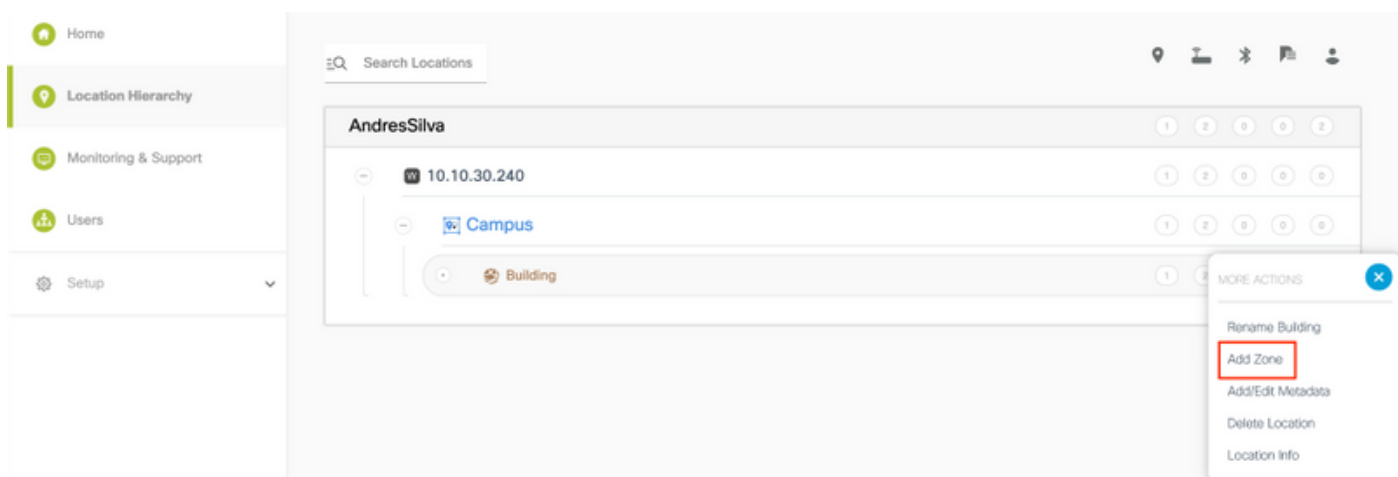 Home
Search Locations
Location Hierarchy
AndresSilva 1 2 0 0 2
Monitoring & Support
W 10.10.30.240 1 2 0 0 0
Users
Campus 1 2 0 0 0
Setup
Building 1 2
MORE ACTIONS
Rename Building
Add Zone
Add/Edit Metadata
Delete Location
Location Info